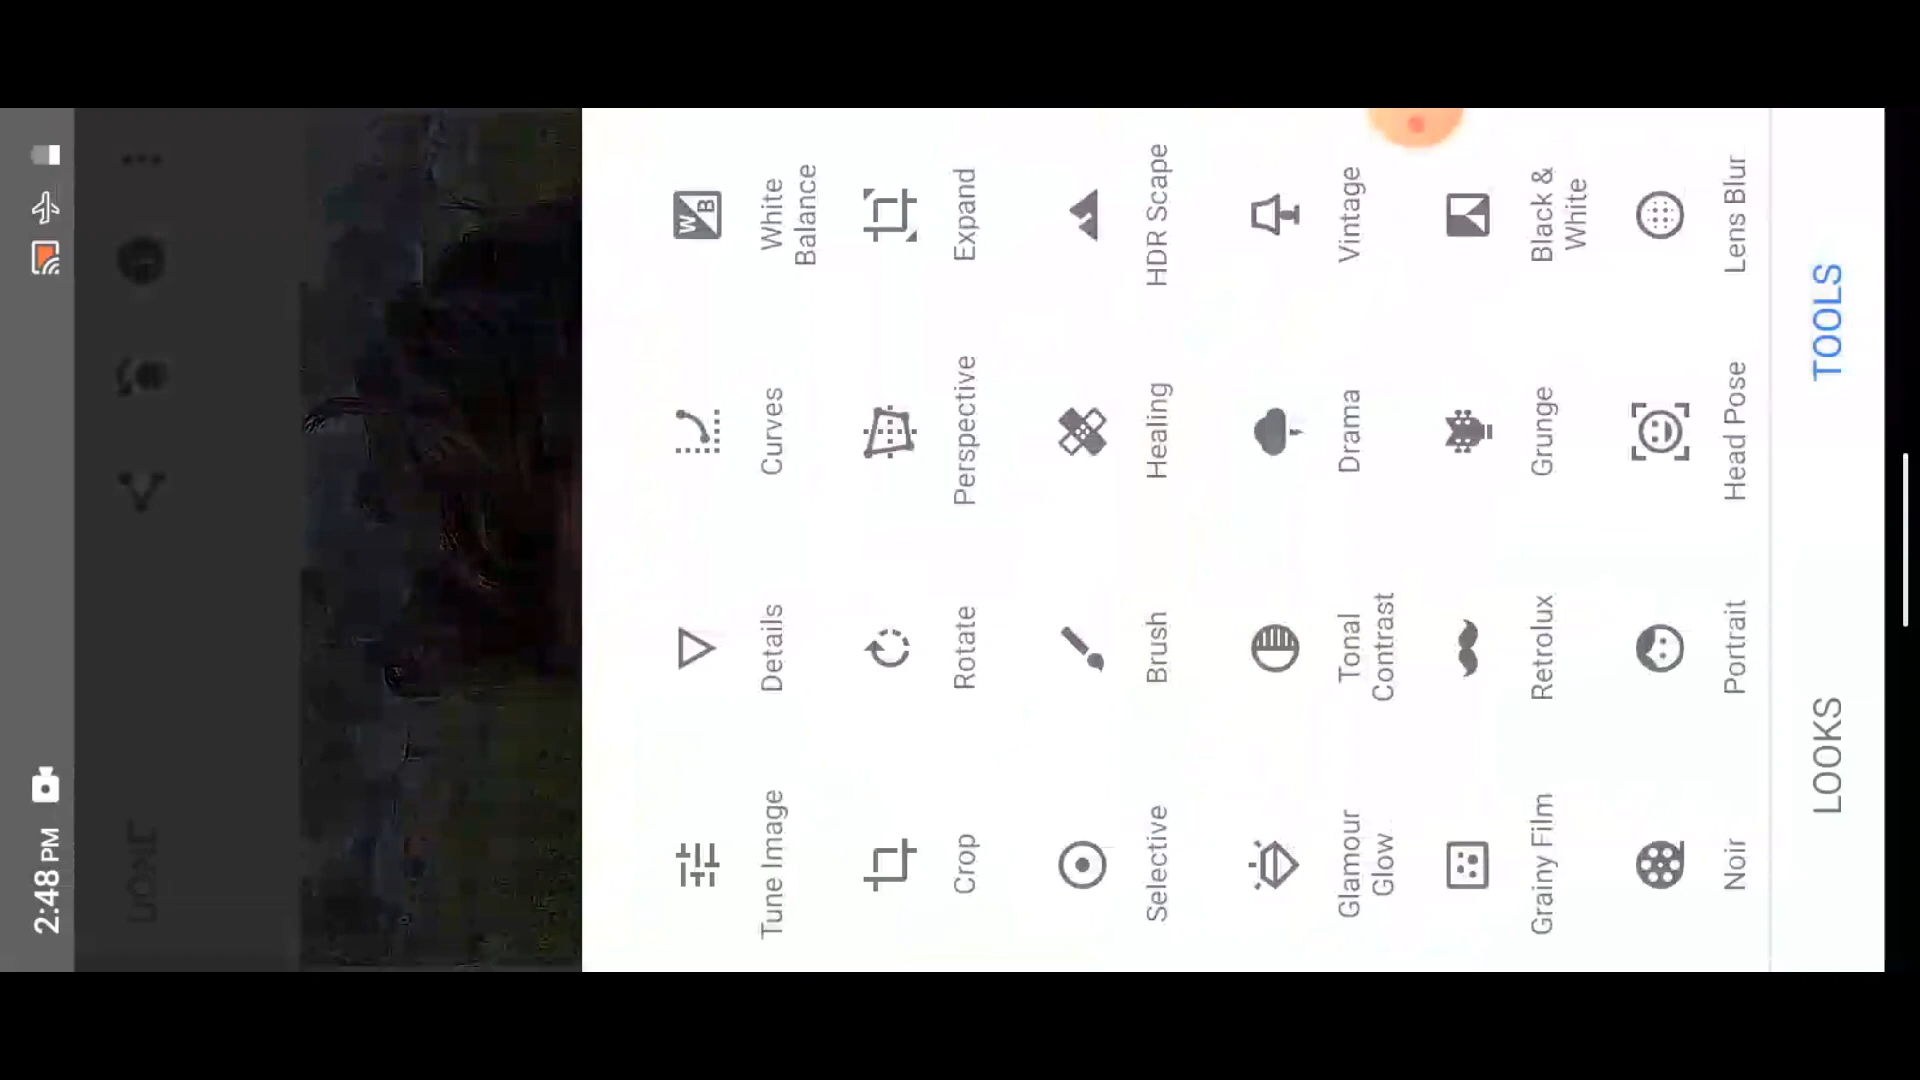 2:48 PM
DONE
Tune Image
Details
Curves
W
B
White
Balance
Crop
Rotate
Perspective
Expand
Selective
Brush
Healing
HDR Scape
Glamour
Glow
Tonal
Contrast
Drama
Vintage
Grainy Film
Retrolux
Grunge
Black &
White
Noir
Portrait
Head Pose
Lens Blur
LOOKS
TOOLS